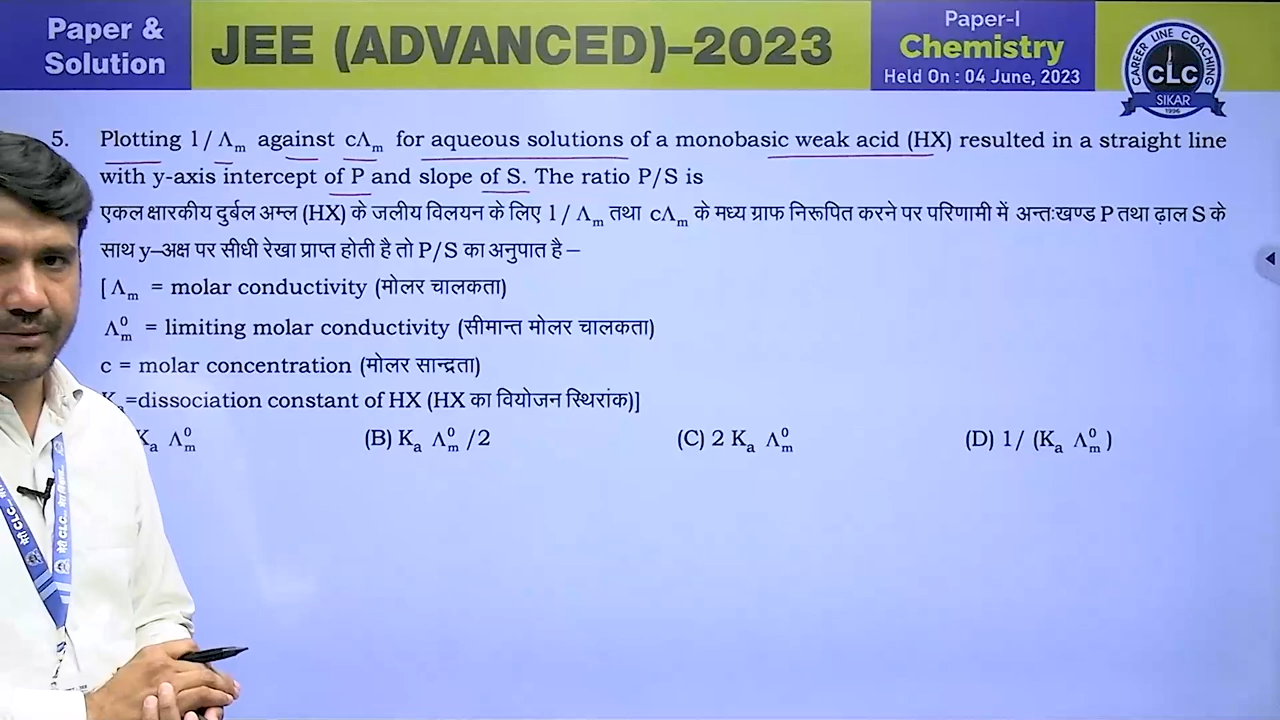 Paper &
Solution
JEE (ADVANCED)–2023
Paper-I
Chemistry
Held On : 04 June, 2023
CAREER LINE COACHING
CLC
SIKAR
1996
5. Plotting 1 / Λₘ against cΛₘ for aqueous solutions of a monobasic weak acid (HX) resulted in a straight line
with y-axis intercept of P and slope of S. The ratio P/S is
एकल क्षारकीय दुर्बल अम्ल (HX) के जलीय विलयन के लिए 1 / Λₘ तथा cΛₘ के मध्य ग्राफ निरूपित करने पर परिणामी में अन्तःखण्ड P तथा ढ़ाल S के
साथ y–अक्ष पर सीधी रेखा प्राप्त होती है तो P/S का अनुपात है –
[ Λₘ = molar conductivity (मोलर चालकता)
Λ⁰ₘ = limiting molar conductivity (सीमान्त मोलर चालकता)
c = molar concentration (मोलर सान्द्रता)
Kₐ=dissociation constant of HX (HX का वियोजन स्थिरांक)]
Kₐ Λ⁰ₘ (B) Kₐ Λ⁰ₘ /2 (C) 2 Kₐ Λ⁰ₘ (D) 1/ (Kₐ Λ⁰ₘ )
मेरी CLC..